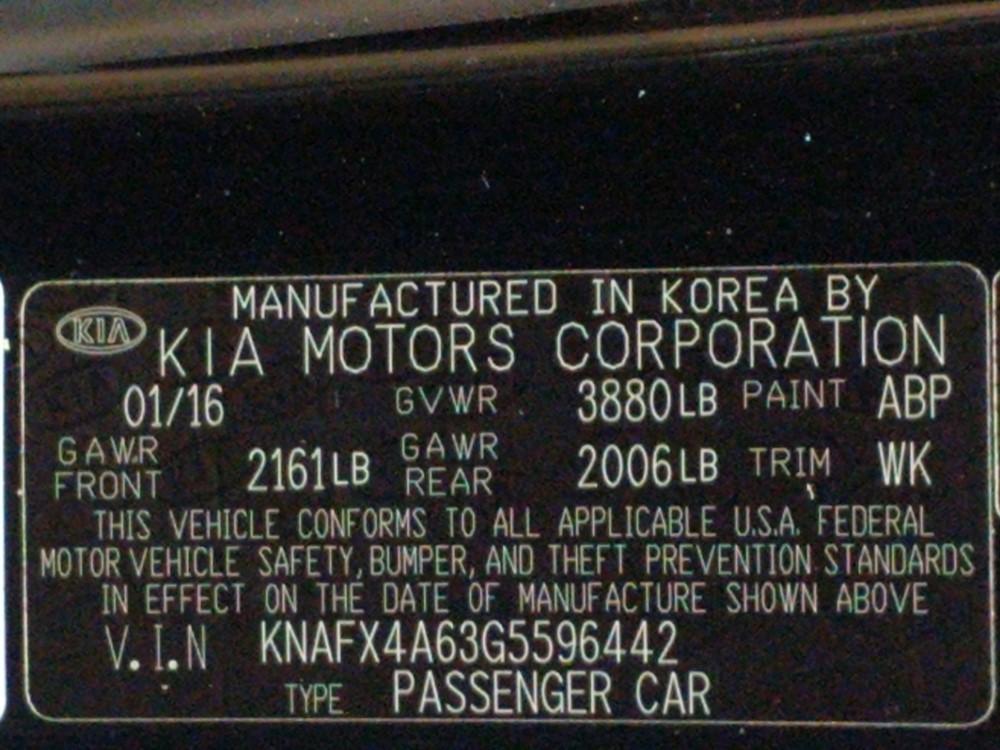 MANUFACTURED IN KOREA BY
KIA KIA MOTORS CORPORATION
01/16 GVWR 3880LB PAINT ABP
GAWR FRONT 2161LB GAWR REAR 2006LB TRIM WK
THIS VEHICLE CONFORMS TO ALL APPLICABLE U.S.A. FEDERAL
MOTOR VEHICLE SAFETY, BUMPER, AND THEFT PREVENTION STANDARDS
IN EFFECT ON THE DATE OF MANUFACTURE SHOWN ABOVE
V.I.N KNAFX4A63G5596442
TYPE PASSENGER CAR